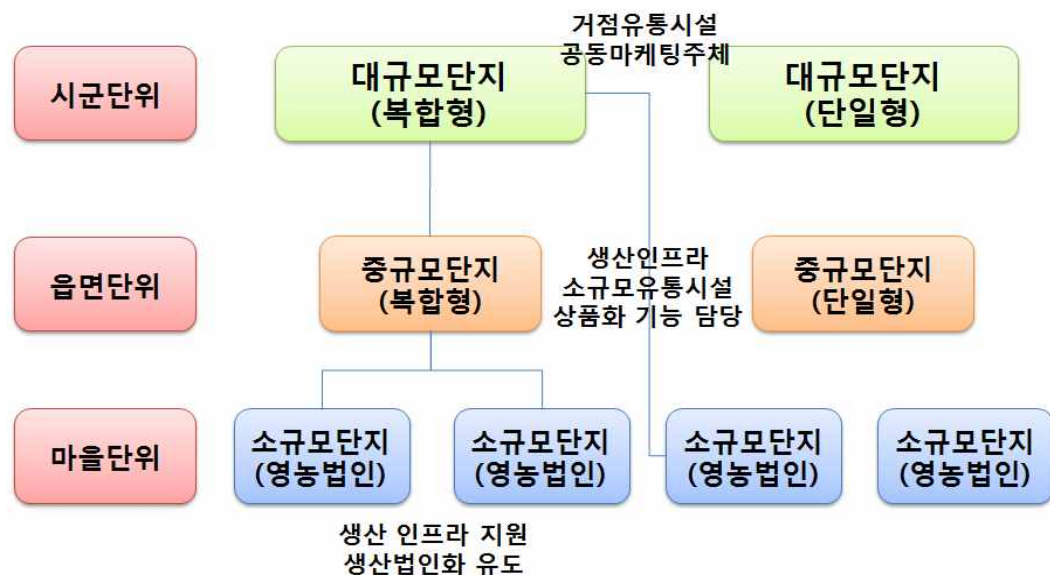 거점유통시설
공동마케팅주체
시군단위
대규모단지
(복합형)
대규모단지
(단일형)
읍면단위
중규모단지
(복합형)
생산인프라
소규모유통시설
상품화 기능 담당
중규모단지
(단일형)
마을단위
소규모단지
(영농법인)
소규모단지
(영농법인)
소규모단지
(영농법인)
소규모단지
(영농법인)
생산 인프라 지원
생산법인화 유도